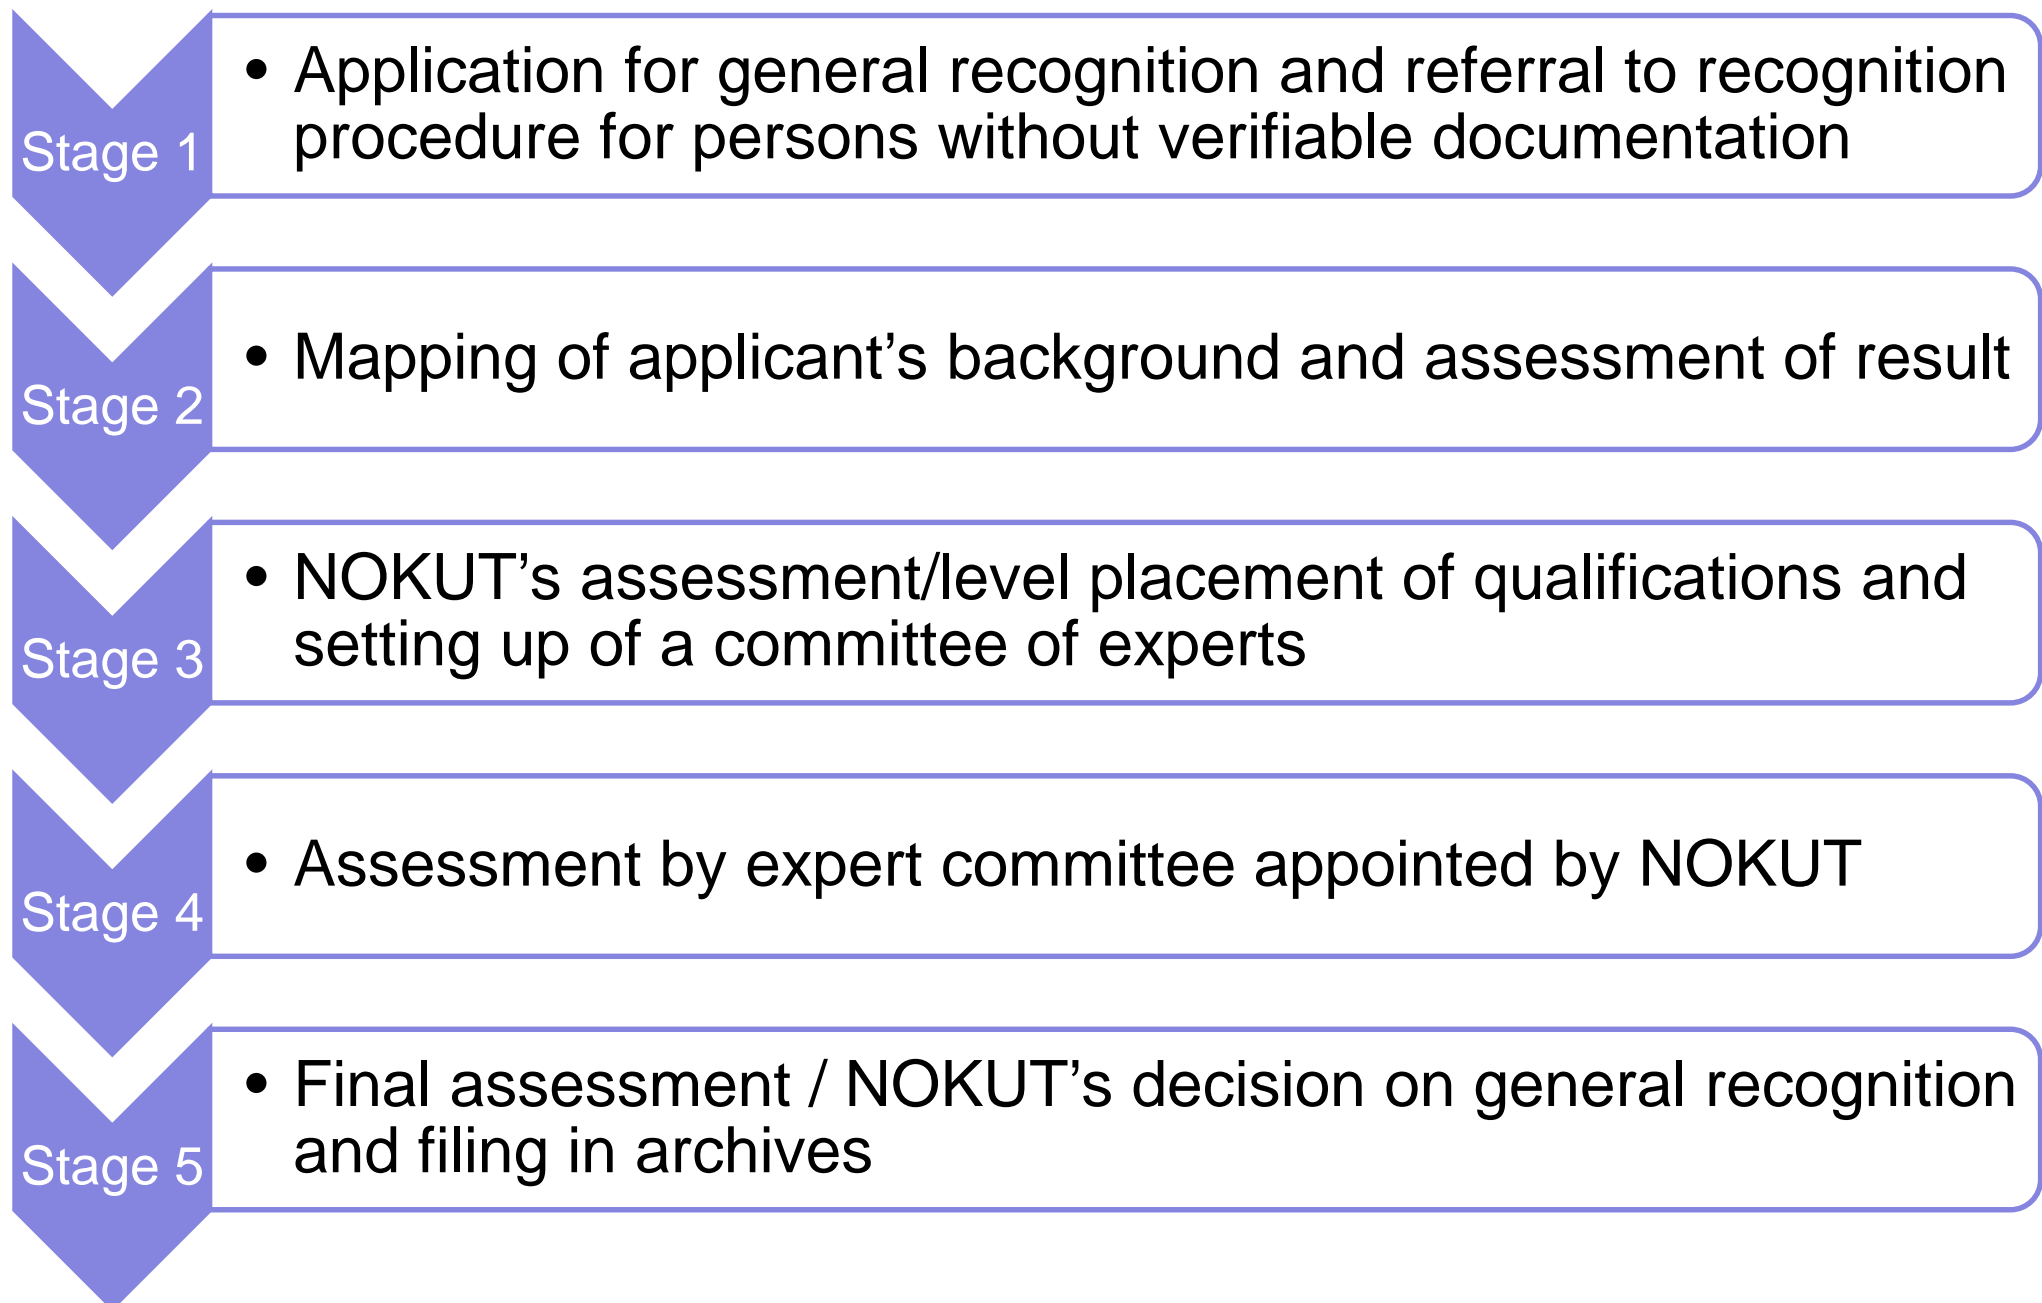 Stage 1
• Application for general recognition and referral to recognition
procedure for persons without verifiable documentation
Stage 2
• Mapping of applicant’s background and assessment of result
Stage 3
• NOKUT’s assessment/level placement of qualifications and
setting up of a committee of experts
Stage 4
• Assessment by expert committee appointed by NOKUT
Stage 5
• Final assessment / NOKUT’s decision on general recognition
and filing in archives